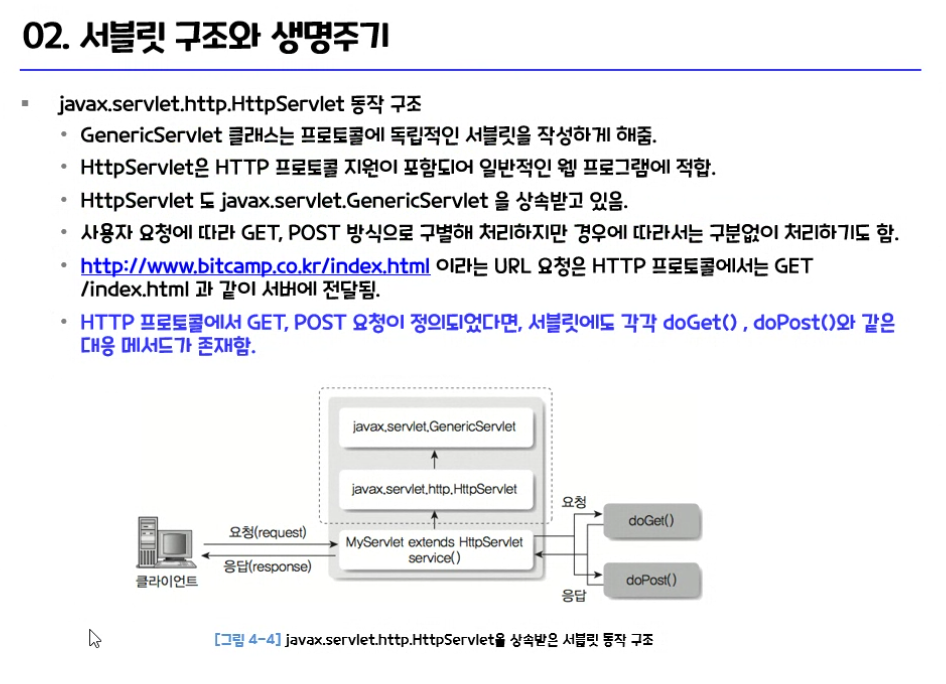 02. 서블릿 구조와 생명주기
javax.servlet.http.HttpServlet 동작 구조
GenericServlet 클래스는 프로토콜에 독립적인 서블릿을 작성하게 해줌.
HttpServlet은 HTTP 프로토콜 지원이 포함되어 일반적인 웹 프로그램에 적합.
HttpServlet 도 javax.servlet.GenericServlet 을 상속받고 있음.
사용자 요청에 따라 GET, POST 방식으로 구별해 처리하지만 경우에 따라서는 구분없이 처리하기도 함.
http://www.bitcamp.co.kr/index.html 이라는 URL 요청은 HTTP 프로토콜에서는 GET
/index.html 과 같이 서버에 전달됨.
HTTP 프로토콜에서 GET, POST 요청이 정의되었다면, 서블릿에도 각각 doGet() , doPost()와 같은
대응 메서드가 존재함.
javax.servlet.GenericServlet
javax.servlet.http.HttpServlet
MyServlet extends HttpServlet
service()
요청(request)
응답(response)
클라이언트
요청
doGet()
doPost()
응답
[그림 4-4] javax.servlet.http.HttpServlet을 상속받은 서블릿 동작 구조